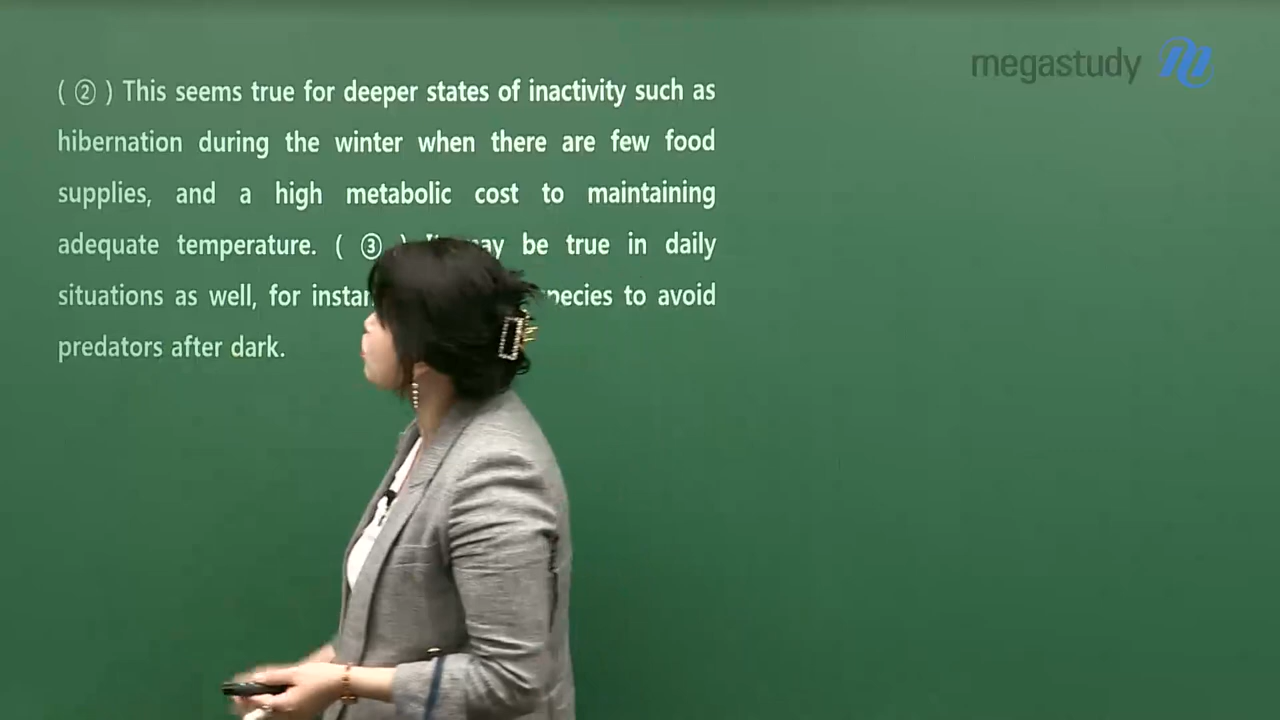 megastudy
( ② ) This seems true for deeper states of inactivity such as
hibernation during the winter when there are few food
supplies, and a high metabolic cost to maintaining
adequate temperature. ( ③ ) be true in daily
situations as well, for to avoid
predators after dark.